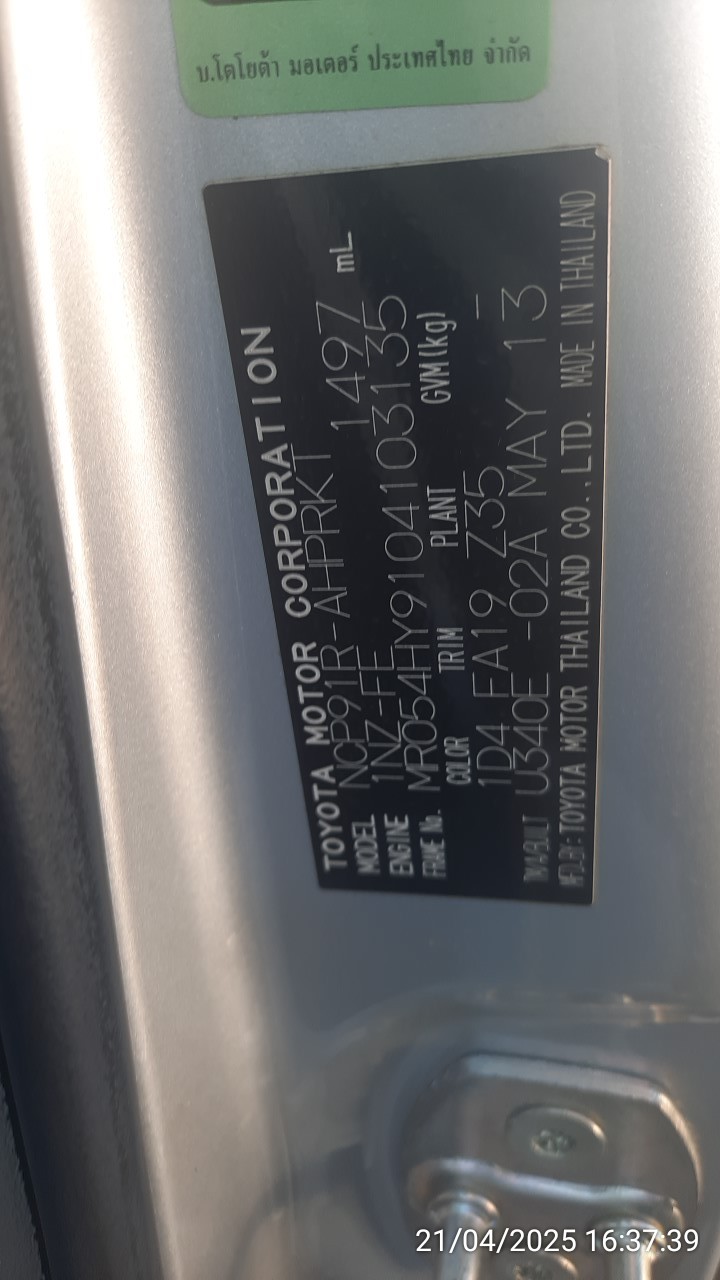 บ.โตโยต้า มอเตอร์ ประเทศไทย จำกัด
TOYOTA MOTOR CORPORATION
MODEL NCP91R-AHPRKT 1497 mL
ENGINE 1NZ-FE
FRAME No. MR054HY9104103135
COLOR TRIM PLANT GVM(kg)
1D4 FA19 Z35 —
TM/A/BUILT U340E -02A MAY 13
MFD.BY: TOYOTA MOTOR THAILAND CO.,LTD. MADE IN THAILAND
21/04/2025 16:37:39